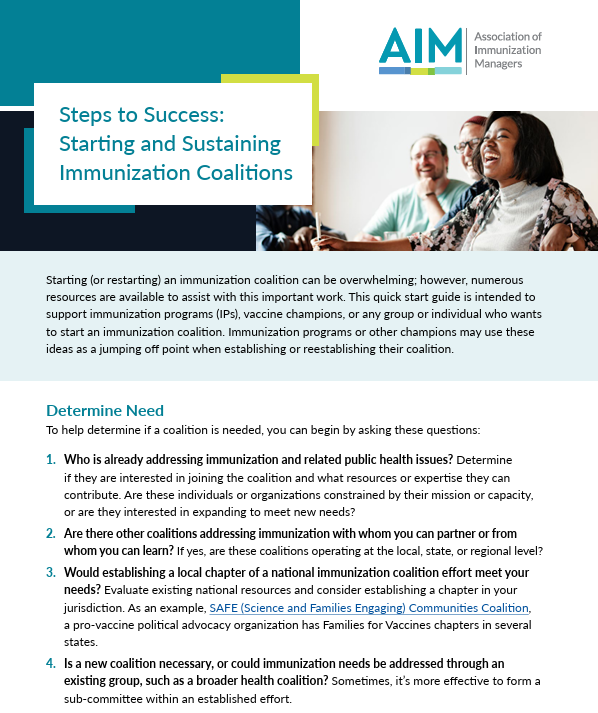 AIM
Association of
Immunization
Managers
Steps to Success:
Starting and Sustaining
Immunization Coalitions
Starting (or restarting) an immunization coalition can be overwhelming; however, numerous
resources are available to assist with this important work. This quick start guide is intended to
support immunization programs (IPs), vaccine champions, or any group or individual who wants
to start an immunization coalition. Immunization programs or other champions may use these
ideas as a jumping off point when establishing or reestablishing their coalition.
Determine Need
To help determine if a coalition is needed, you can begin by asking these questions:
1. Who is already addressing immunization and related public health issues? Determine
if they are interested in joining the coalition and what resources or expertise they can
contribute. Are these individuals or organizations constrained by their mission or capacity,
or are they interested in expanding to meet new needs?
2. Are there other coalitions addressing immunization with whom you can partner or from
whom you can learn? If yes, are these coalitions operating at the local, state, or regional level?
3. Would establishing a local chapter of a national immunization coalition effort meet your
needs? Evaluate existing national resources and consider establishing a chapter in your
jurisdiction. As an example, SAFE (Science and Families Engaging) Communities Coalition,
a pro-vaccine political advocacy organization has Families for Vaccines chapters in several
states.
4. Is a new coalition necessary, or could immunization needs be addressed through an
existing group, such as a broader health coalition? Sometimes, it's more effective to form a
sub-committee within an established effort.